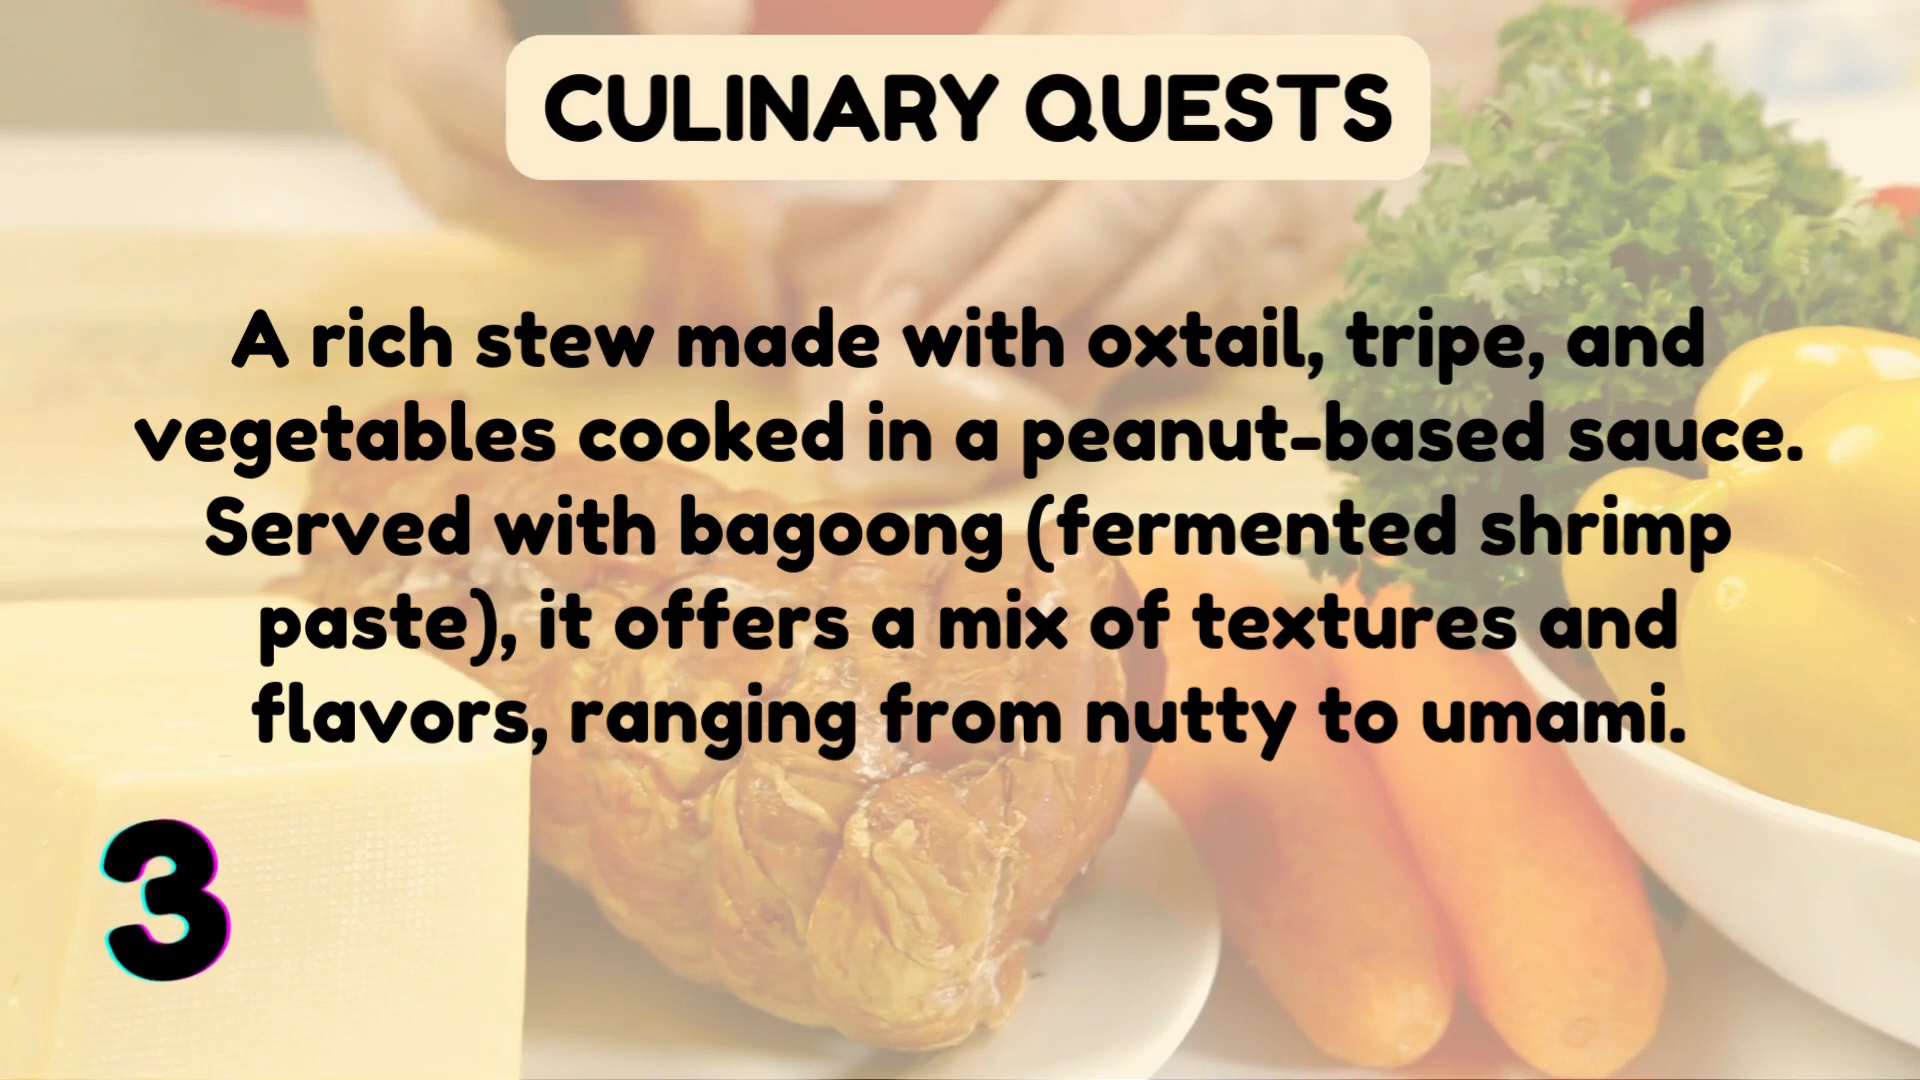 CULINARY QUESTS
A rich stew made with oxtail, tripe, and
vegetables cooked in a peanut-based sauce.
Served with bagoong (fermented shrimp
paste), it offers a mix of textures and
flavors, ranging from nutty to umami.
3